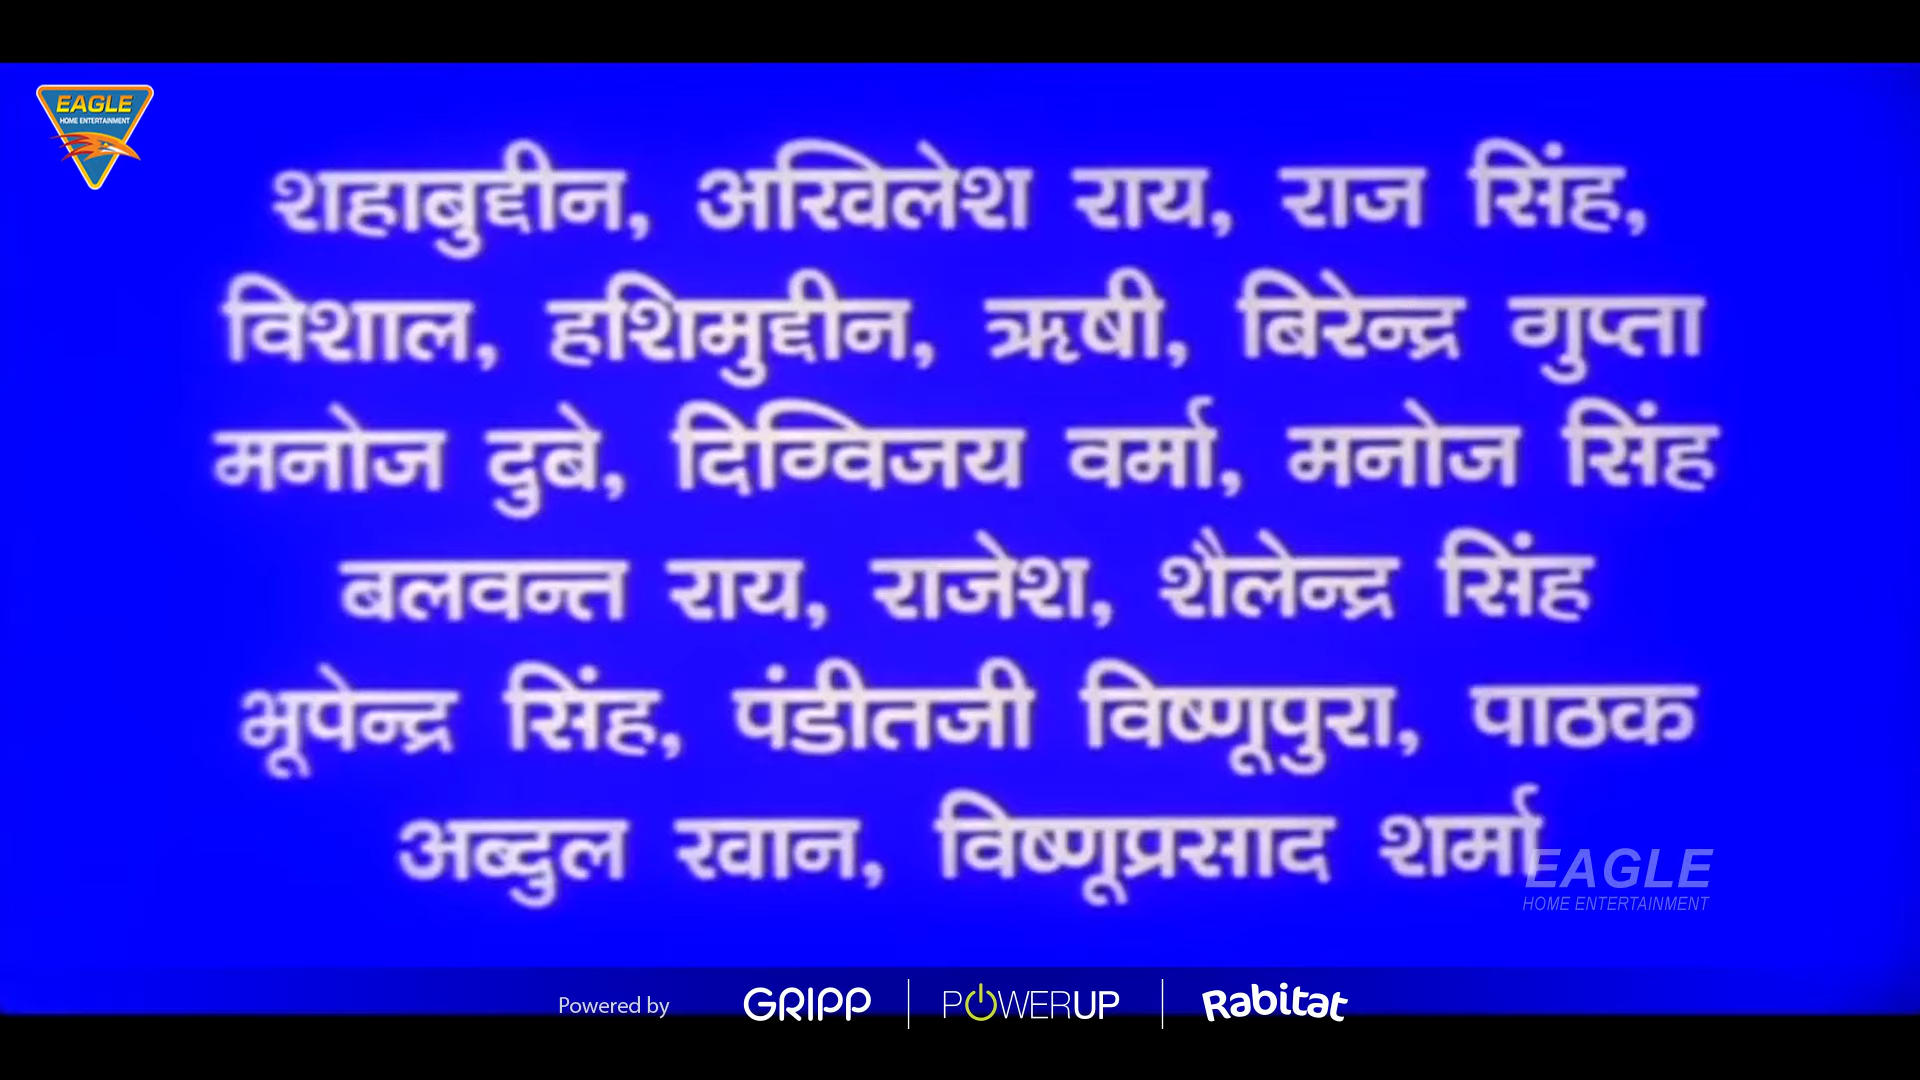 EAGLE
HOME ENTERTAINMENT
शहाबुद्दीन, अखिलेश राय, राज सिंह,
विशाल, हशिमुद्दीन, ऋषी, बिरेन्द्र गुप्ता
मनोज दुबे, दिग्विजय वर्मा, मनोज सिंह
बलवन्त राय, राजेश, शैलेन्द्र सिंह
भूपेन्द्र सिंह, पंडीतजी विष्णूपुरा, पाठक
अब्दुल खान, विष्णूप्रसाद शर्मा
EAGLE
HOME ENTERTAINMENT
Powered by GRIPP POWERUP Rabitat